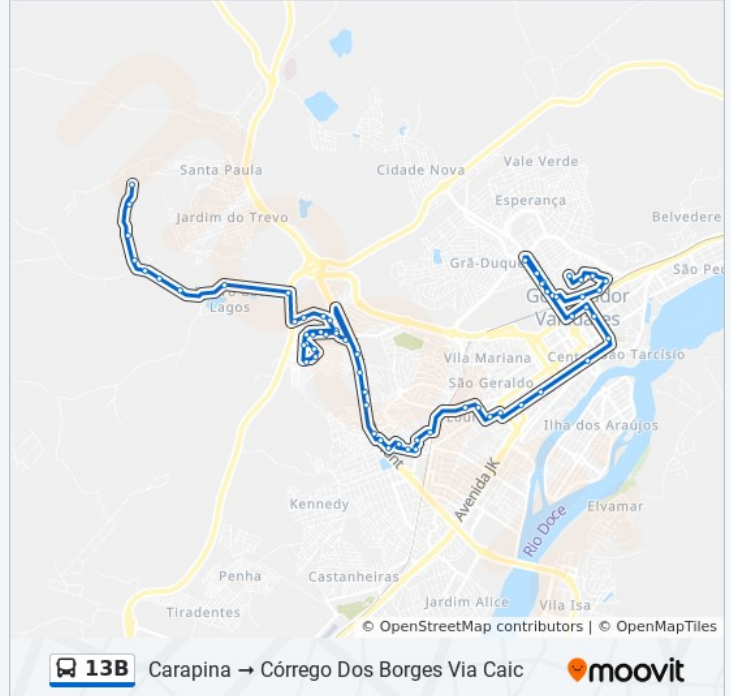 Santa Paula
Cidade Nova
Vale Verde
Esperança
Jardim do Trevo
Belvedere
Grã-Duque
São Ped
Lagos
Vila Mariana
São Geraldo
São Tarcísio
Ilha dos Araújos
Avenida JK
Kennedy
Elvamar
Rio Doce
Penha
Castanheiras
Jardim Alice
Vila Isa
Tiradentes
© OpenStreetMap contributors | © OpenMapTiles
13B Carapina → Córrego Dos Borges Via Caic
moovit